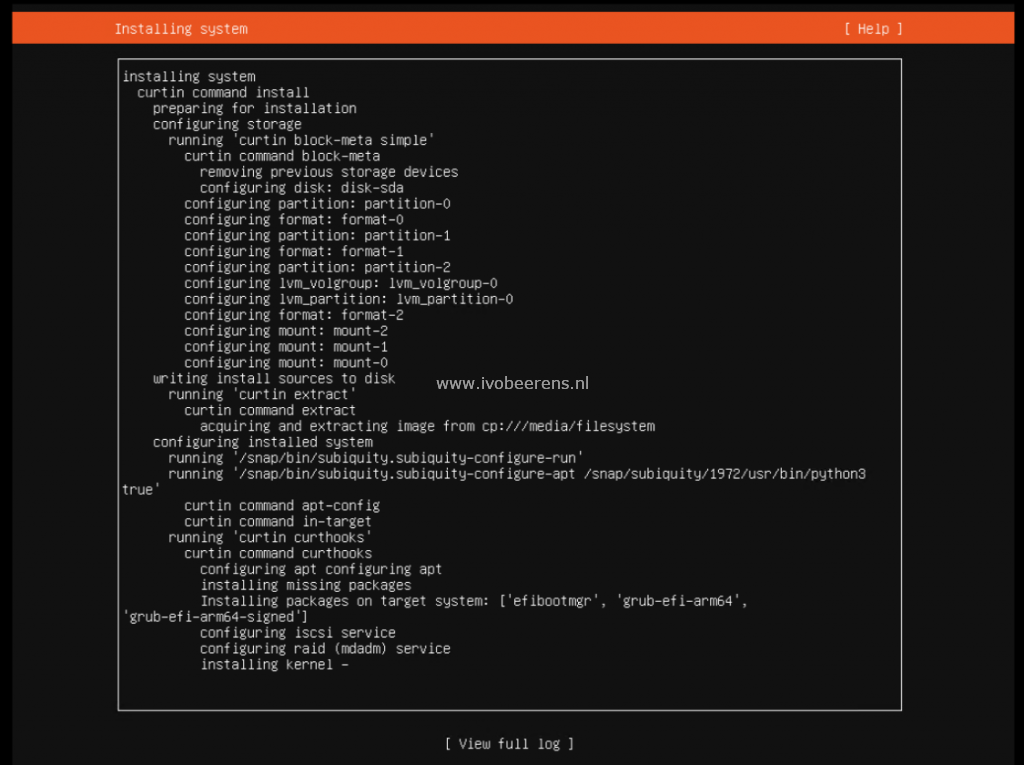 Installing system [ Help ]
installing system
curtin command install
preparing for installation
configuring storage
running 'curtin block-meta simple'
curtin command block-meta
removing previous storage devices
configuring disk: disk-sda
configuring partition: partition-0
configuring format: format-0
configuring partition: partition-1
configuring format: format-1
configuring partition: partition-2
configuring lvm_volgroup: lvm_volgroup-0
configuring lvm_partition: lvm_partition-0
configuring format: format-2
configuring mount: mount-2
configuring mount: mount-1
configuring mount: mount-0
writing install sources to disk
www.ivobeerens.nl
running 'curtin extract'
curtin command extract
acquiring and extracting image from cp:///media/filesystem
configuring installed system
running '/snap/bin/subiquity.subiquity-configure-run'
running '/snap/bin/subiquity.subiquity-configure-apt /snap/subiquity/1972/usr/bin/python3
true'
curtin command apt-config
curtin command in-target
running 'curtin curthooks'
curtin command curthooks
configuring apt configuring apt
installing missing packages
Installing packages on target system: ['efibootmgr', 'grub-efi-arm64',
'grub-efi-arm64-signed']
configuring iscsi service
configuring raid (mdadm) service
installing kernel -
[ View full log ]